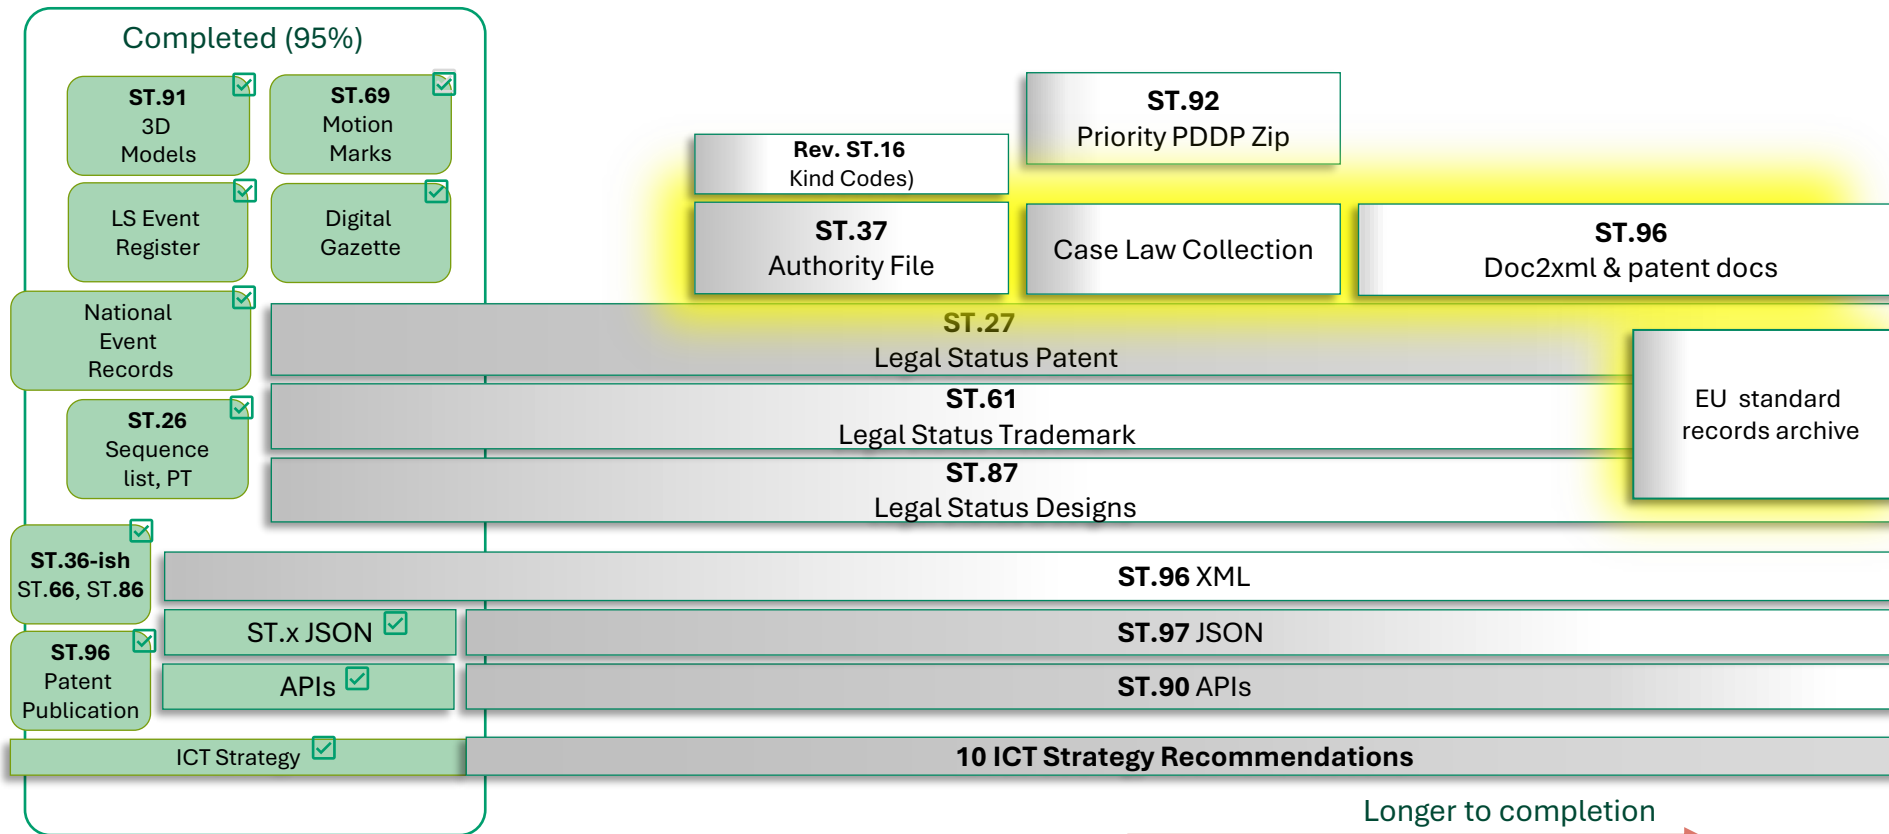 Completed (95%)
ST.91
3D
Models
ST.69
Motion
Marks
LS Event
Register
Digital
Gazette
National
Event
Records
ST.26
Sequence
list, PT
ST.36-ish
ST.66, ST.86
ST.96
Patent
Publication
ST.x JSON
APIs
ICT Strategy
ST.92
Priority PDDP Zip
Rev. ST.16
Kind Codes)
ST.37
Authority File
Case Law Collection
ST.96
Doc2xml & patent docs
ST.27
Legal Status Patent
ST.61
Legal Status Trademark
ST.87
Legal Status Designs
EU standard
records archive
ST.96 XML
ST.97 JSON
ST.90 APIs
10 ICT Strategy Recommendations
Longer to completion